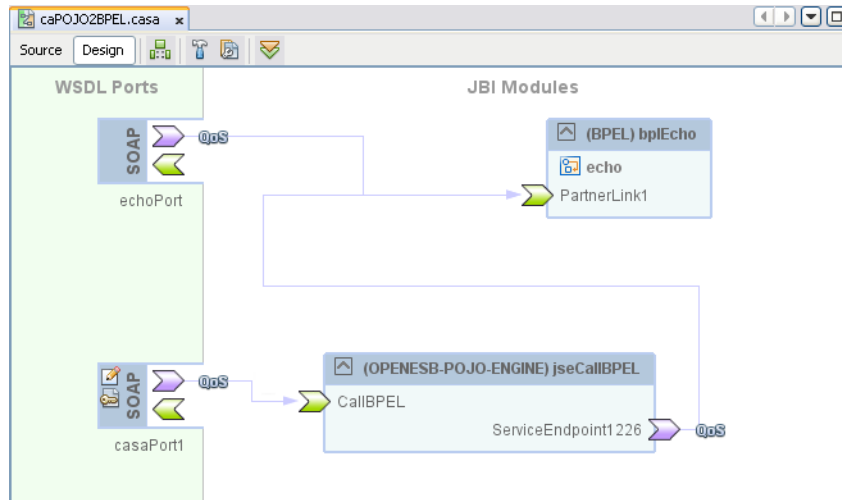 caPOJO2BPEL.casa x
Source Design
WSDL Ports
JBI Modules
SOAP
QoS
echoPort
(BPEL) bplEcho
echo
PartnerLink1
SOAP
QoS
casaPort1
(OPENESB-POJO-ENGINE) jseCallBPEL
CallBPEL
ServiceEndpoint1226
QoS